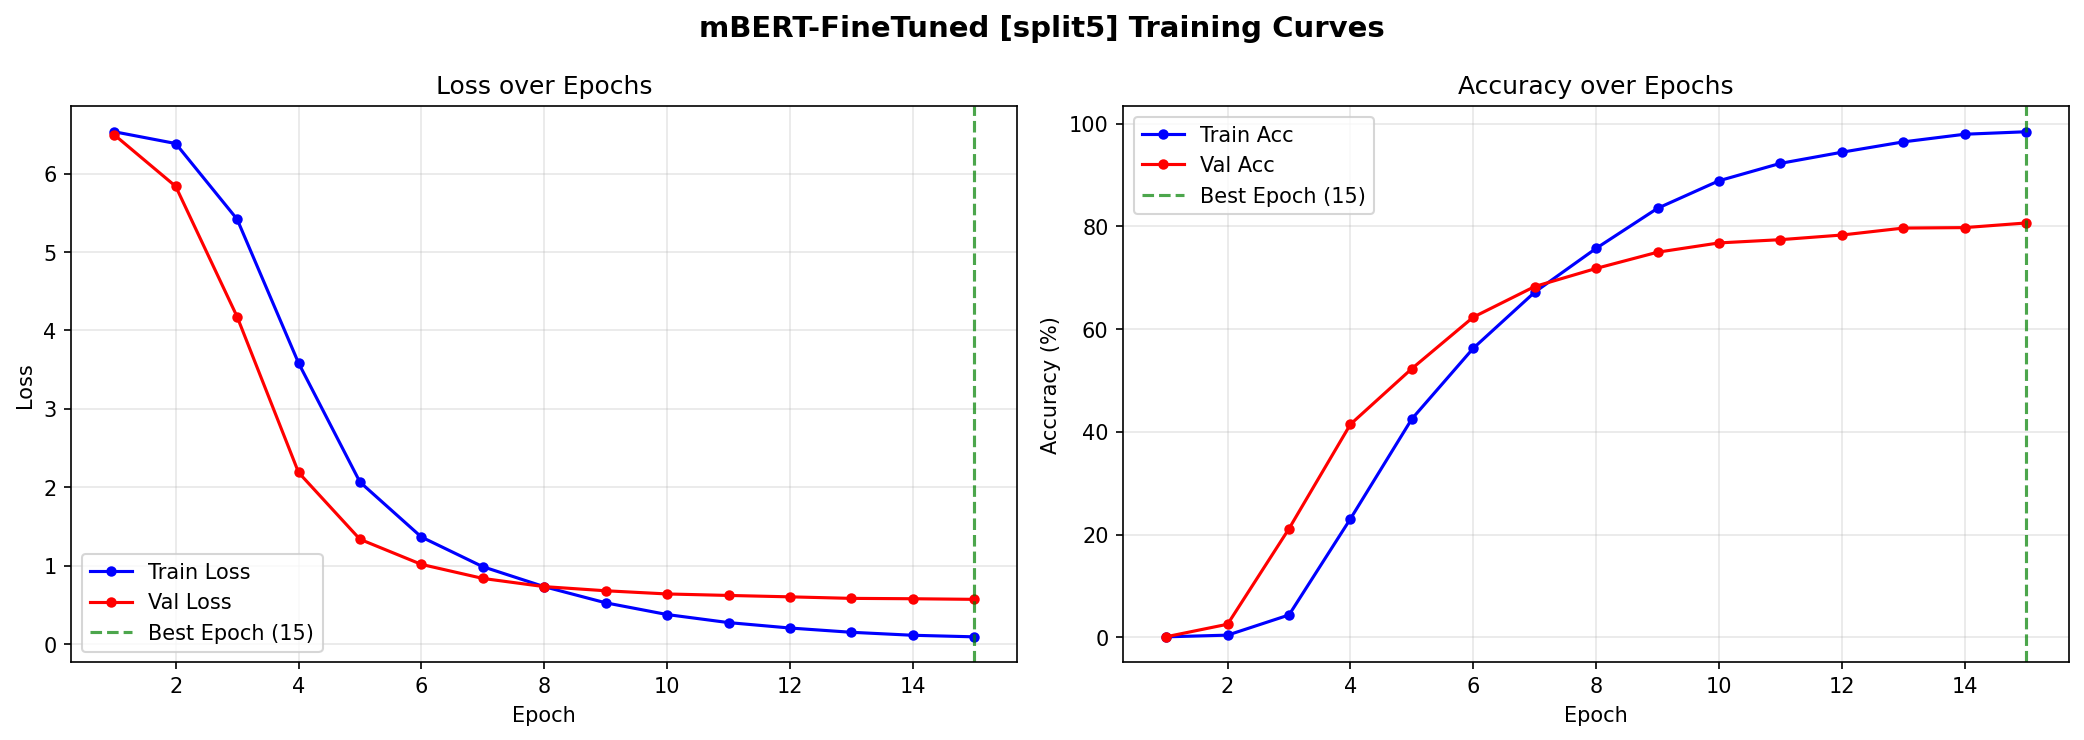 mBERT-FineTuned [split5] Training Curves
Loss over Epochs
Loss
6
5
4
3
2
1
0
Train Loss
Val Loss
Best Epoch (15)
2 4 6 8 10 12 14
Epoch
Accuracy over Epochs
Accuracy (%)
100
80
60
40
20
0
Train Acc
Val Acc
Best Epoch (15)
2 4 6 8 10 12 14
Epoch